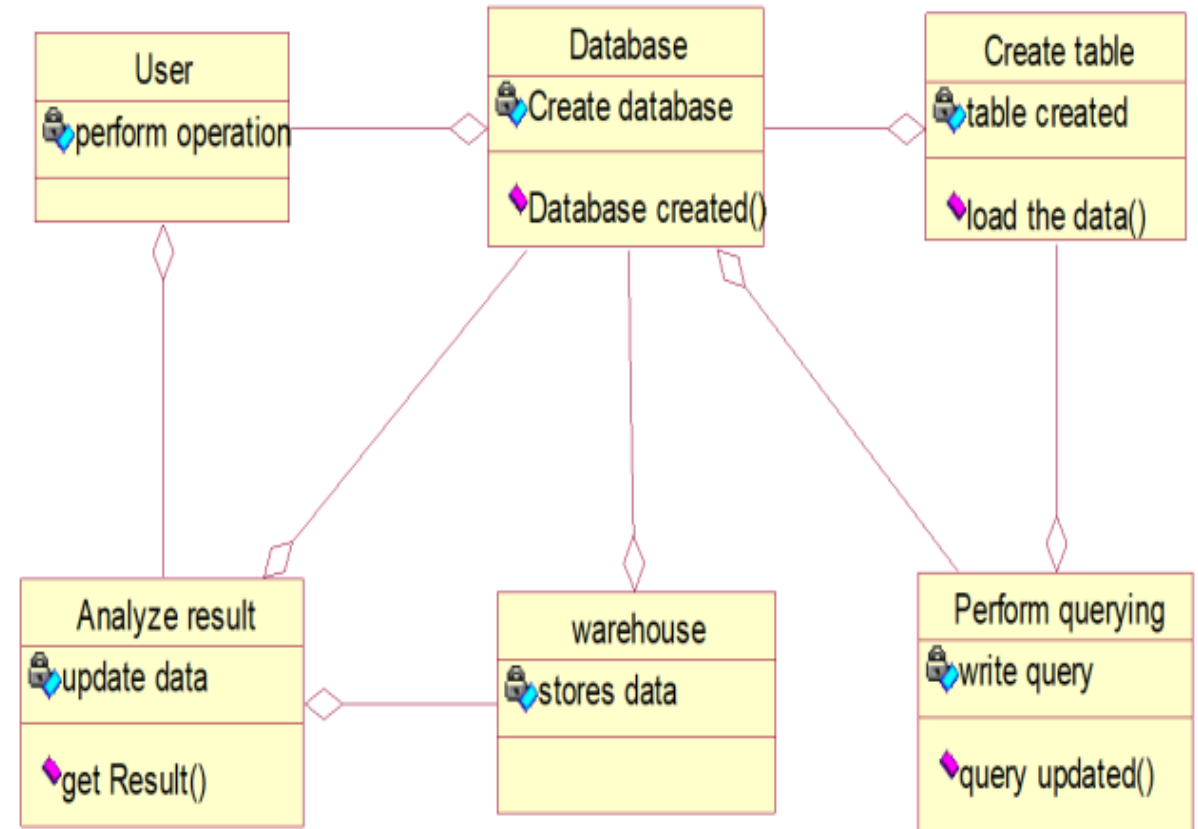 User
perform operation
Database
Create database
Database created()
Create table
table created
load the data()
Analyze result
update data
get Result()
warehouse
stores data
Perform querying
write query
query updated()